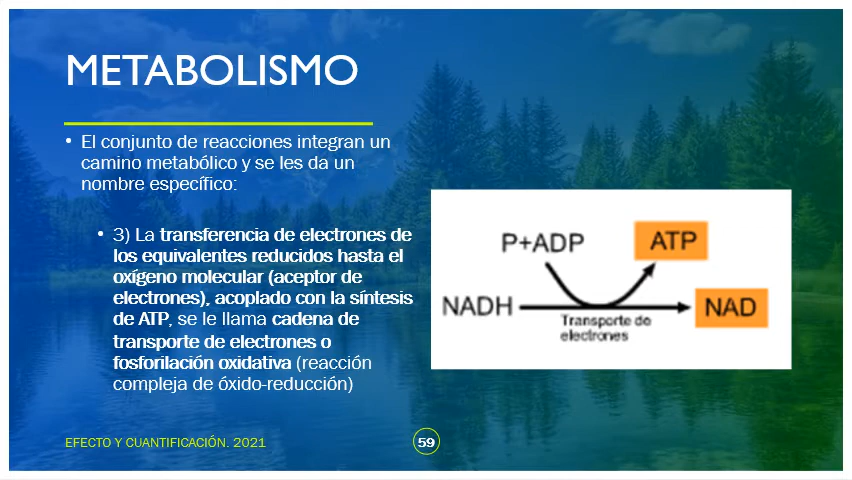 METABOLISMO
• El conjunto de reacciones integran un
camino metabólico y se les da un
nombre específico:
• 3) La transferencia de electrones de
los equivalentes reducidos hasta el
oxígeno molecular (aceptor de
electrones), acoplado con la síntesis
de ATP, se le llama cadena de
transporte de electrones o
fosforilación oxidativa (reacción
compleja de óxido-reducción)
P+ADP
ATP
NADH
NAD
Transporte de
electrones
EFECTO Y CUANTIFICACIÓN. 2021
59